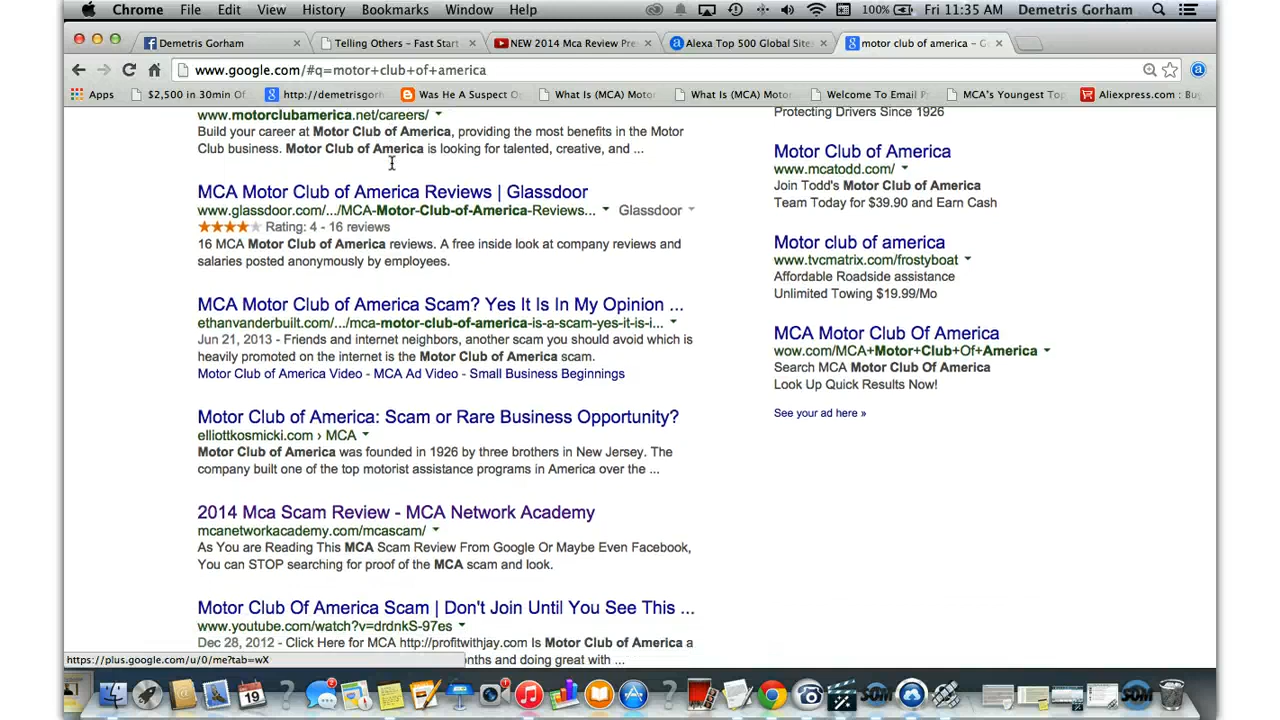 Chrome File Edit View History Bookmarks Window Help 100% Fri 11:35 AM Demetris Gorham
Demetris Gorham
Telling Others – Fast Start
NEW 2014 Mca Review Pre
Alexa Top 500 Global Site
motor club of america – G
www.google.com/#q=motor+club+of+america
Apps $2,500 in 30min Of http://demetrisgorh Was He A Suspect O What Is (MCA) Motor What Is (MCA) Motor Welcome To Email P MCA's Youngest Top Aliexpress.com : Bu
www.motorclubamerica.net/careers/
Build your career at Motor Club of America, providing the most benefits in the Motor
Club business. Motor Club of America is looking for talented, creative, and ...
MCA Motor Club of America Reviews | Glassdoor
www.glassdoor.com/.../MCA-Motor-Club-of-America-Reviews... Glassdoor
Rating: 4 - 16 reviews
16 MCA Motor Club of America reviews. A free inside look at company reviews and
salaries posted anonymously by employees.
MCA Motor Club of America Scam? Yes It Is In My Opinion ...
ethanvanderbuilt.com/.../mca-motor-club-of-america-is-a-scam-yes-it-is-i...
Jun 21, 2013 - Friends and internet neighbors, another scam you should avoid which is
heavily promoted on the internet is the Motor Club of America scam.
Motor Club of America Video - MCA Ad Video - Small Business Beginnings
Motor Club of America: Scam or Rare Business Opportunity?
elliottkosmicki.com › MCA
Motor Club of America was founded in 1926 by three brothers in New Jersey. The
company built one of the top motorist assistance programs in America over the ...
2014 Mca Scam Review - MCA Network Academy
mcanetworkacademy.com/mcascam/
As You are Reading This MCA Scam Review From Google Or Maybe Even Facebook,
You can STOP searching for proof of the MCA scam and look.
Motor Club Of America Scam | Don't Join Until You See This ...
www.youtube.com/watch?v=drdnkS-97es
Dec 28, 2012 - Click Here for MCA http://profitwithjay.com Is Motor Club of America a
onths and doing great with ...
Protecting Drivers Since 1926
Motor Club of America
www.mcatodd.com/
Join Todd's Motor Club of America
Team Today for $39.90 and Earn Cash
Motor club of america
www.tvcmatrix.com/frostyboat
Affordable Roadside assistance
Unlimited Towing $19.99/Mo
MCA Motor Club Of America
wow.com/MCA+Motor+Club+Of+America
Search MCA Motor Club Of America
Look Up Quick Results Now!
See your ad here »
https://plus.google.com/u/0/me?tab=wX
19
SOM
SOM